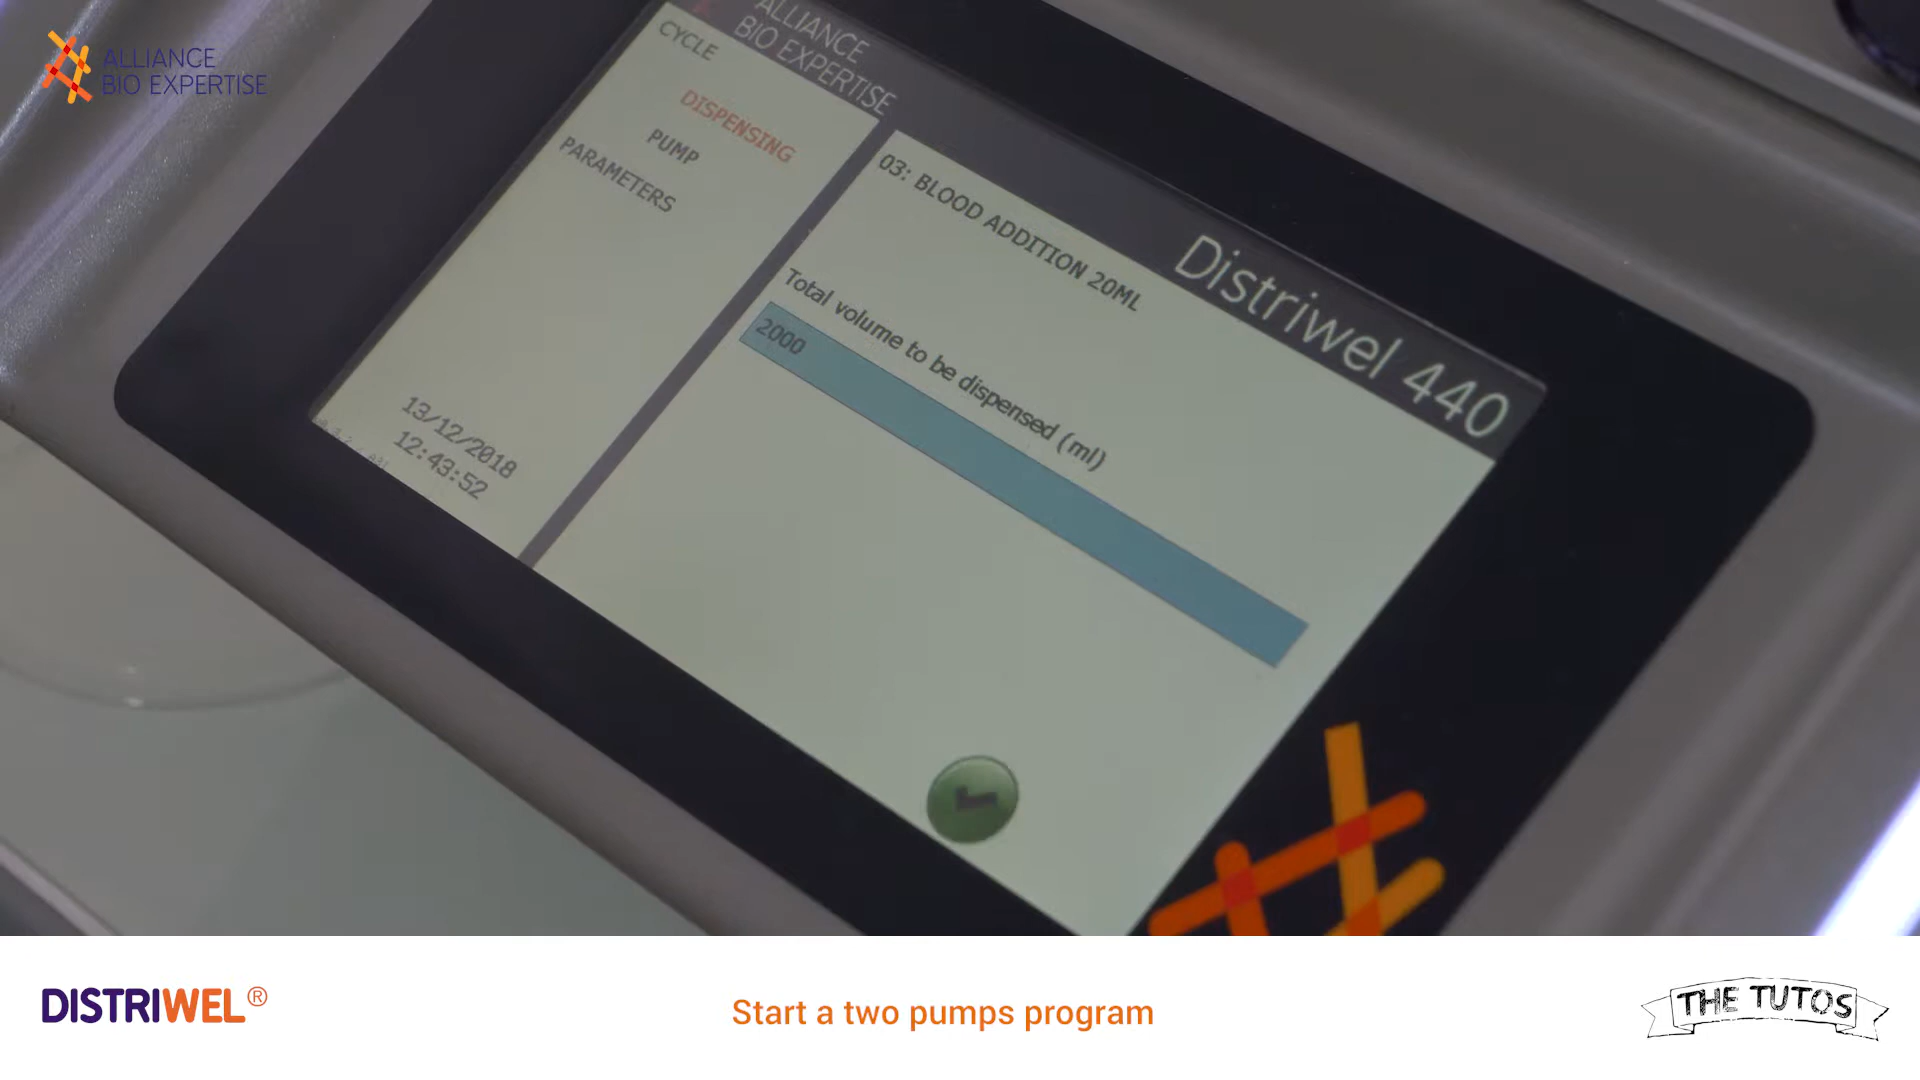 ALLIANCE
BIO EXPERTISE
ALLIANCE
BIO EXPERTISE
Distriwel 440
CYCLE
DISPENSING
PUMP
PARAMETERS
13/12/2018
12:43:52
03: BLOOD ADDITION 20ML
Total volume to be dispensed (ml)
2000
DISTRIWEL®
Start a two pumps program
THE TUTOS